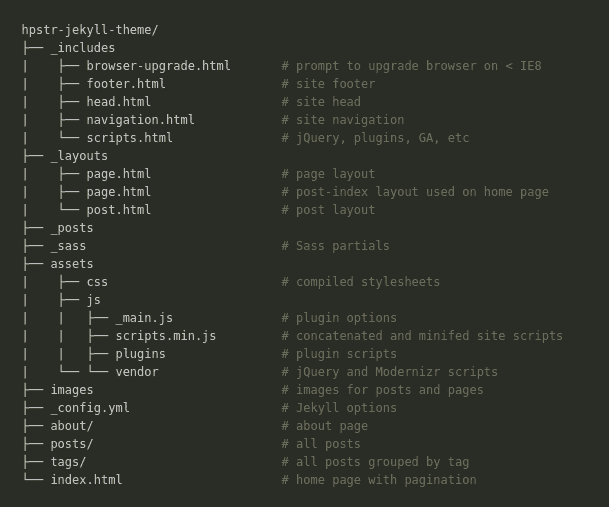 hpstr-jekyll-theme/
├── _includes
|    ├── browser-upgrade.html       # prompt to upgrade browser on < IE8
|    ├── footer.html                # site footer
|    ├── head.html                  # site head
|    ├── navigation.html            # site navigation
|    └── scripts.html               # jQuery, plugins, GA, etc
├── _layouts
|    ├── page.html                  # page layout
|    ├── page.html                  # post-index layout used on home page
|    └── post.html                  # post layout
├── _posts
├── _sass                           # Sass partials
├── assets
|    ├── css                        # compiled stylesheets
|    ├── js
|    |   ├── _main.js               # plugin options
|    |   ├── scripts.min.js         # concatenated and minifed site scripts
|    |   ├── plugins                # plugin scripts
|    └── └── vendor                 # jQuery and Modernizr scripts
├── images                          # images for posts and pages
├── _config.yml                     # Jekyll options
├── about/                          # about page
├── posts/                          # all posts
├── tags/                           # all posts grouped by tag
└── index.html                      # home page with pagination